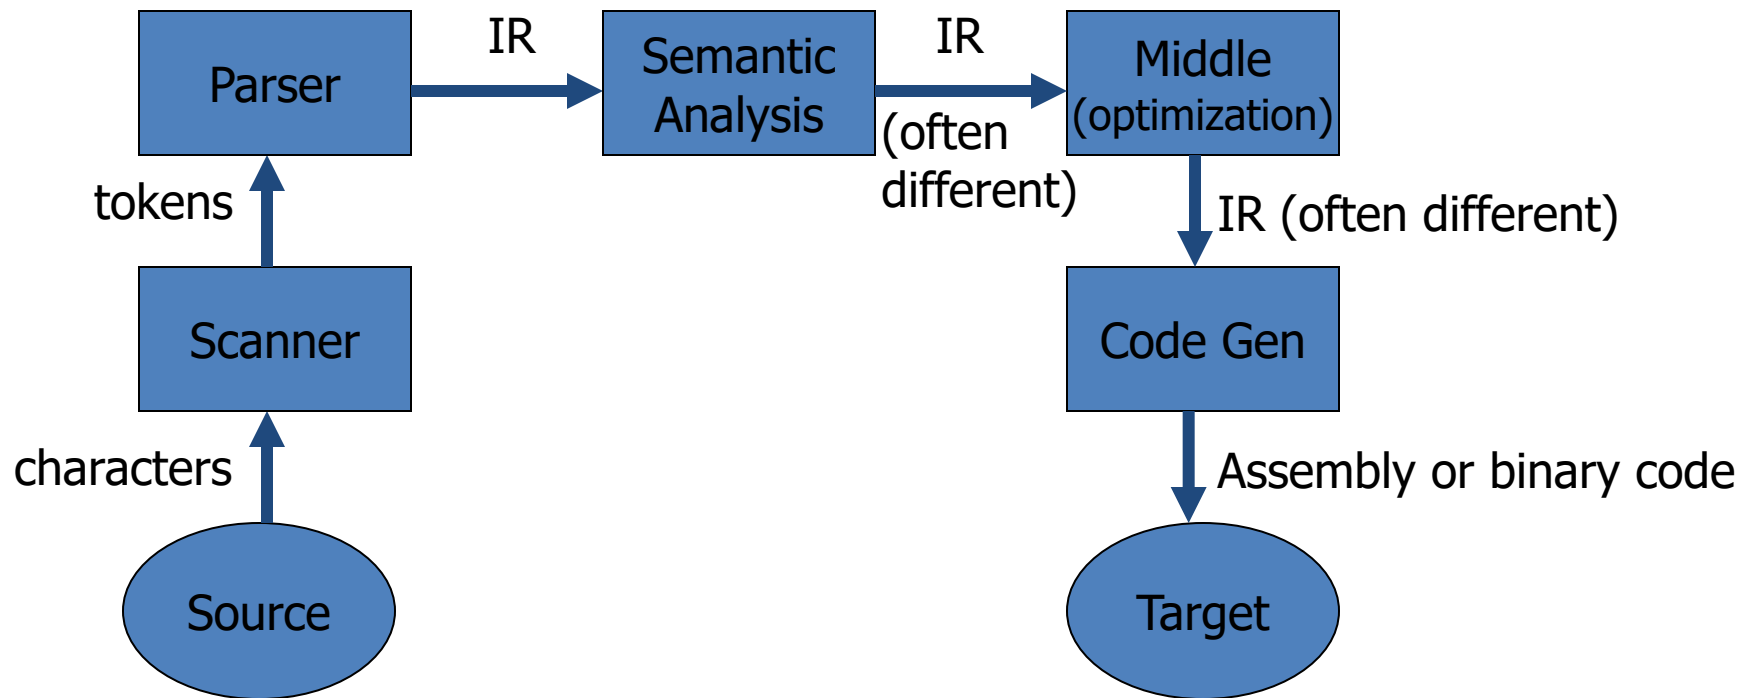 IR
IR
Parser
Semantic
Analysis
Middle
(optimization)
(often
different)
tokens
IR (often different)
Scanner
Code Gen
characters
Assembly or binary code
Source
Target